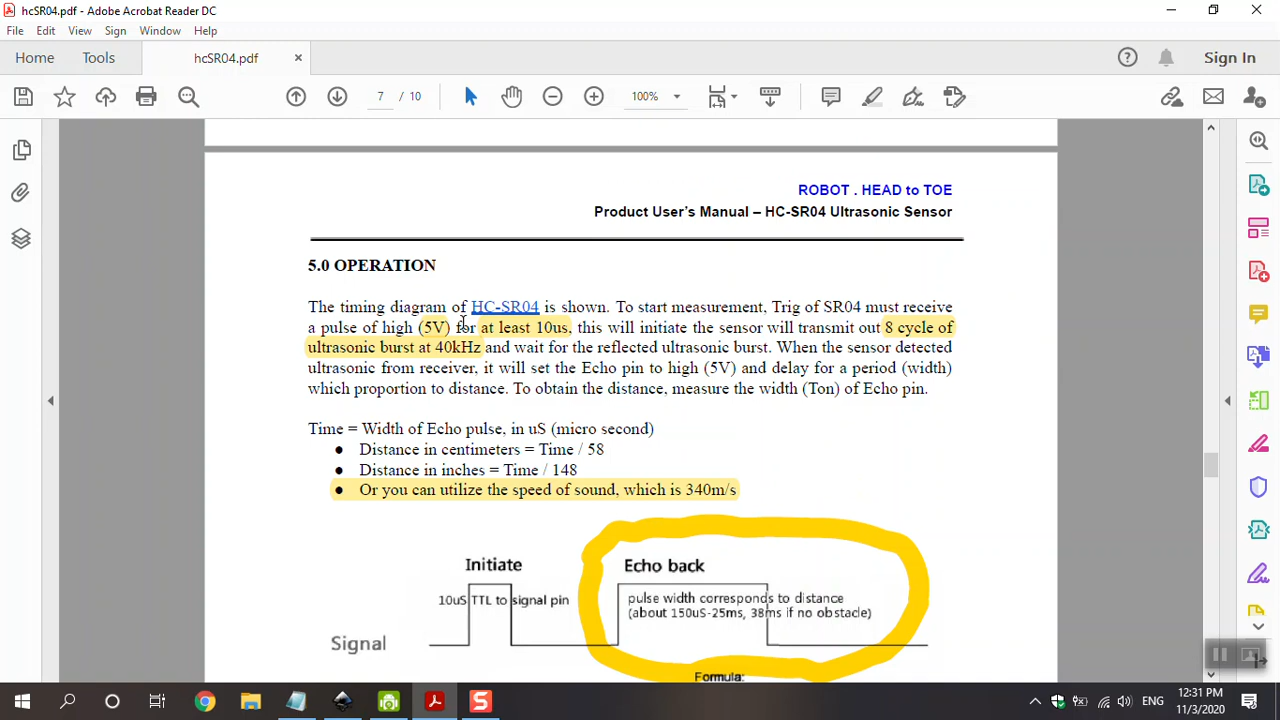 hcSR04.pdf - Adobe Acrobat Reader DC
File Edit View Sign Window Help
Home Tools hcSR04.pdf × Sign In
7 / 10 100%
ROBOT . HEAD to TOE
Product User's Manual – HC-SR04 Ultrasonic Sensor
5.0 OPERATION
The timing diagram of HC-SR04 is shown. To start measurement, Trig of SR04 must receive
a pulse of high (5V) for at least 10us, this will initiate the sensor will transmit out 8 cycle of
ultrasonic burst at 40kHz and wait for the reflected ultrasonic burst. When the sensor detected
ultrasonic from receiver, it will set the Echo pin to high (5V) and delay for a period (width)
which proportion to distance. To obtain the distance, measure the width (Ton) of Echo pin.
Time = Width of Echo pulse, in uS (micro second)
● Distance in centimeters = Time / 58
● Distance in inches = Time / 148
● Or you can utilize the speed of sound, which is 340m/s
Initiate
Echo back
10uS TTL to signal pin
pulse width corresponds to distance
(about 150uS-25ms, 38ms if no obstacle)
Signal
Formula:
ENG
12:31 PM
11/3/2020